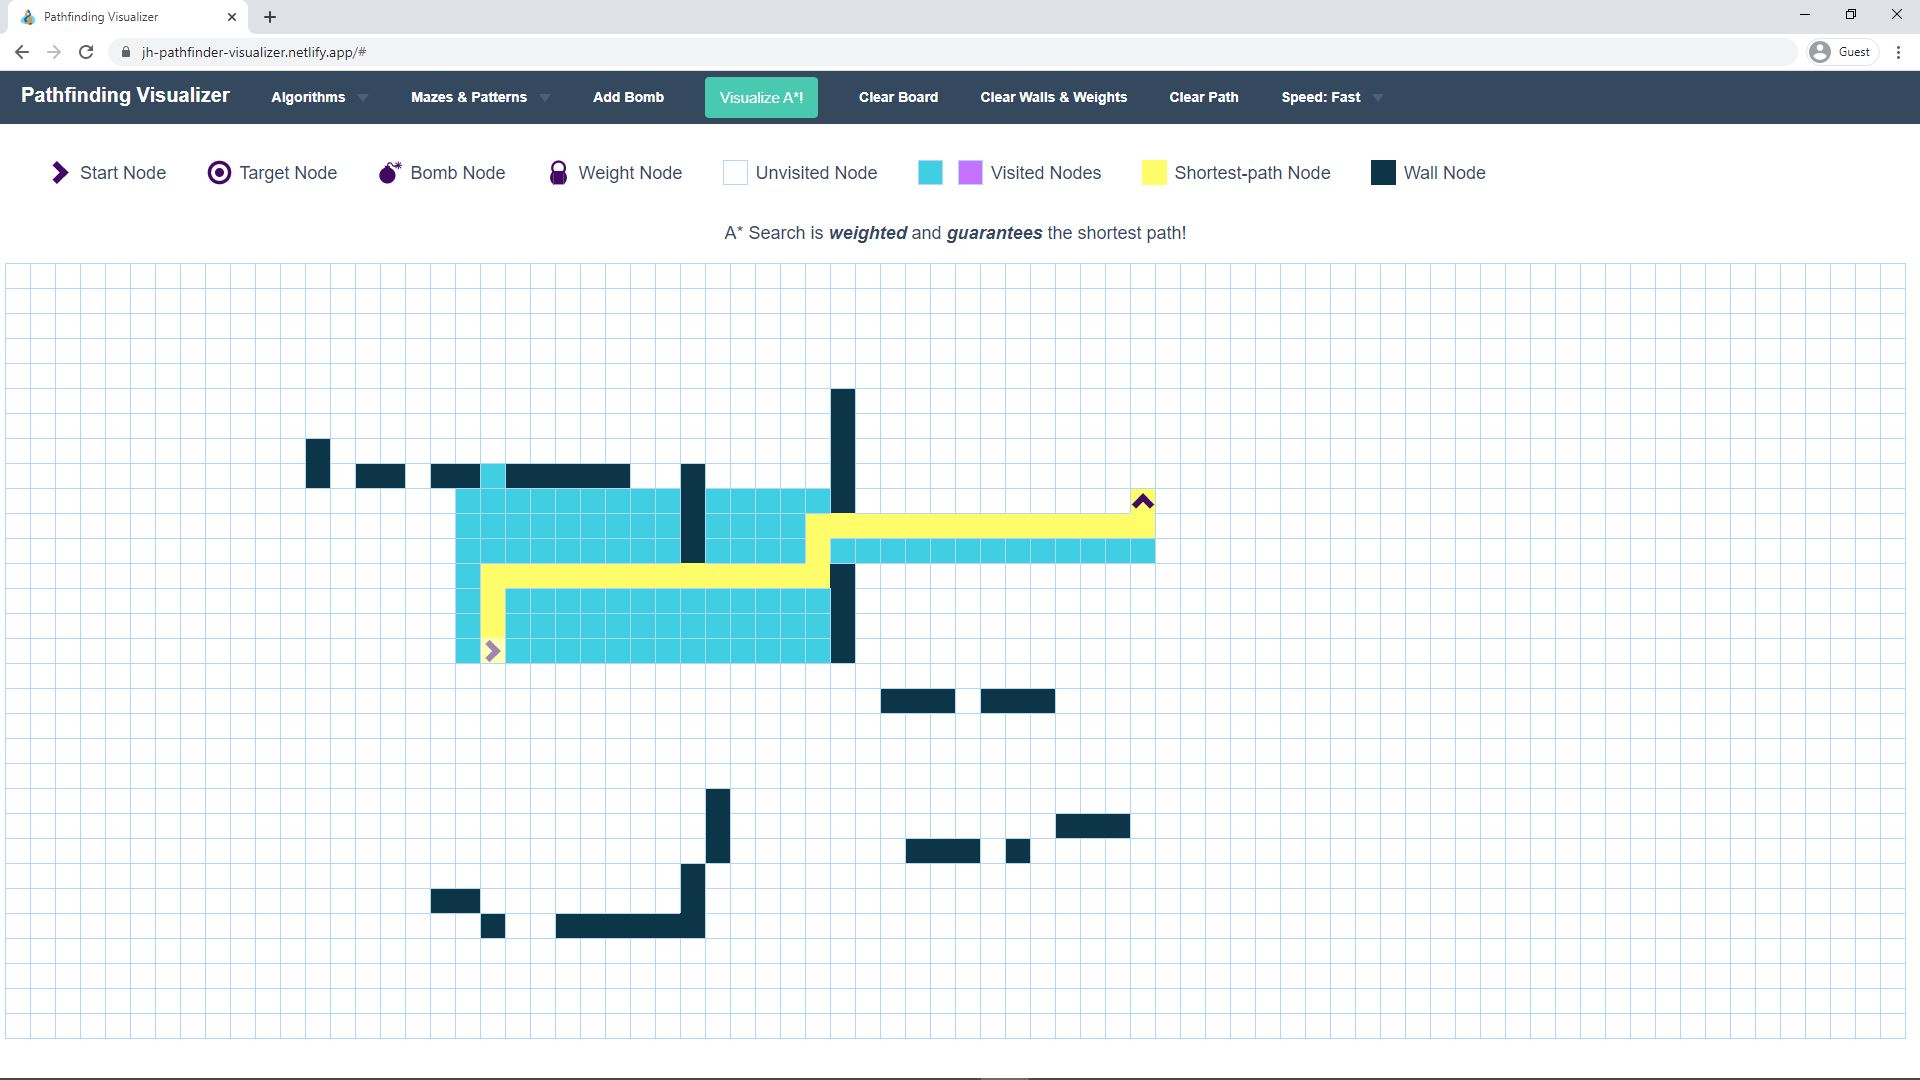 Pathfinding Visualizer
jh-pathfinder-visualizer.netlify.app/#
Guest
Pathfinding Visualizer Algorithms Mazes & Patterns Add Bomb Visualize A*! Clear Board Clear Walls & Weights Clear Path Speed: Fast
Start Node Target Node Bomb Node Weight Node Unvisited Node Visited Nodes Shortest-path Node Wall Node
A* Search is weighted and guarantees the shortest path!